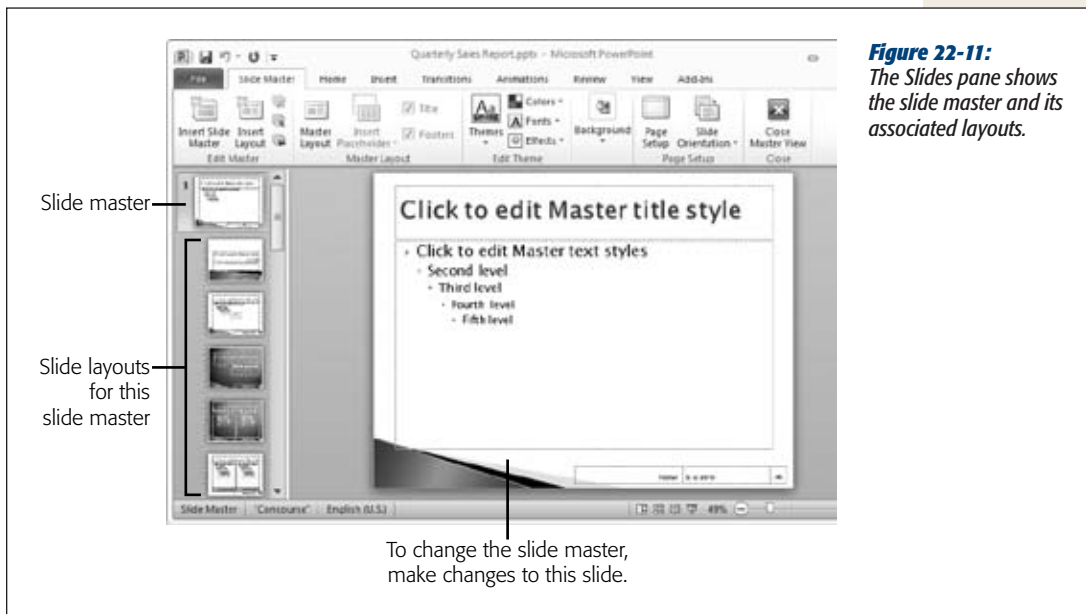 Quarterly Sales Report.pptx - Microsoft PowerPoint
File Slide Master Home Insert Transitions Animations Review View Add-Ins
Insert Slide Master
Insert Layout
Edit Master
Master Layout
Insert Placeholder
Title
Footers
Master Layout
Themes
Colors
Fonts
Effects
Edit Theme
Background
Page Setup
Slide Orientation
Page Setup
Close Master View
Close
1
Slide master
Slide layouts
for this
slide master
Click to edit Master title style
Click to edit Master text styles
Second level
Third level
Fourth level
Fifth level
Slide Master "Concourse" English (U.S.) 49%
To change the slide master,
make changes to this slide.
Figure 22-11:
The Slides pane shows
the slide master and its
associated layouts.